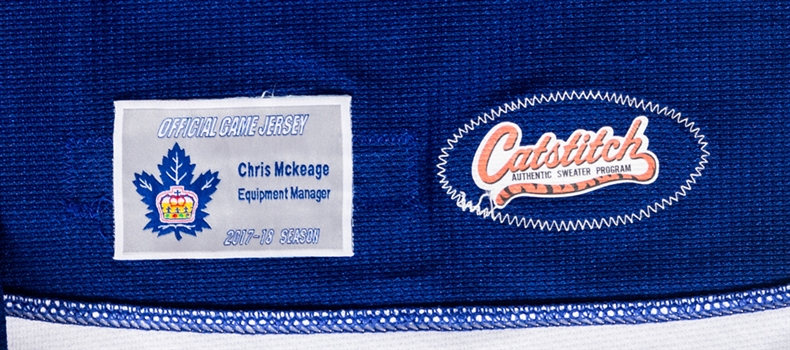 OFFICIAL GAME JERSEY
Chris Mckeage
Equipment Manager
2017-18 SEASON
Catstitch
AUTHENTIC SWEATER PROGRAM